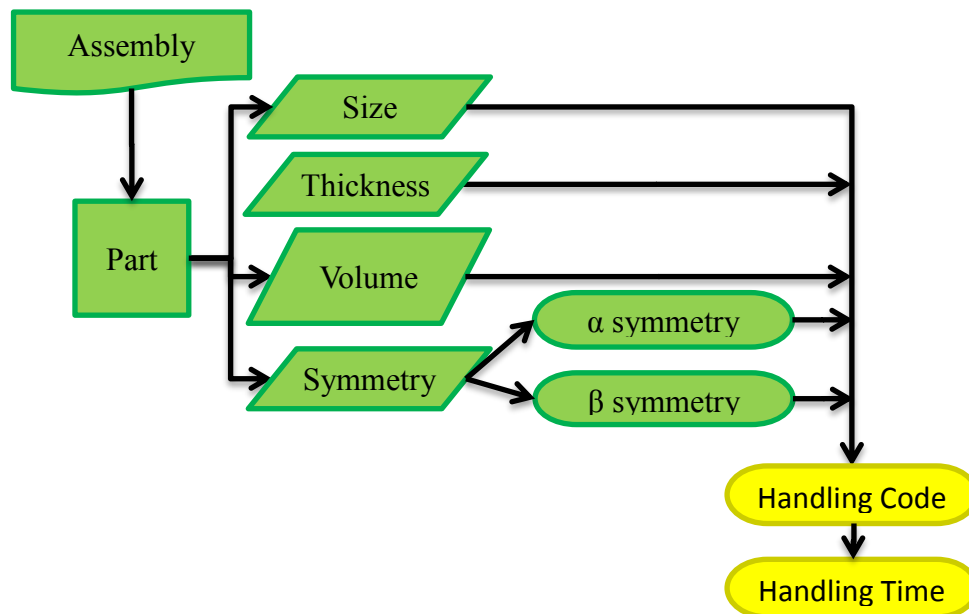 Assembly
Size
Thickness
Part
Volume
α symmetry
Symmetry
β symmetry
Handling Code
Handling Time